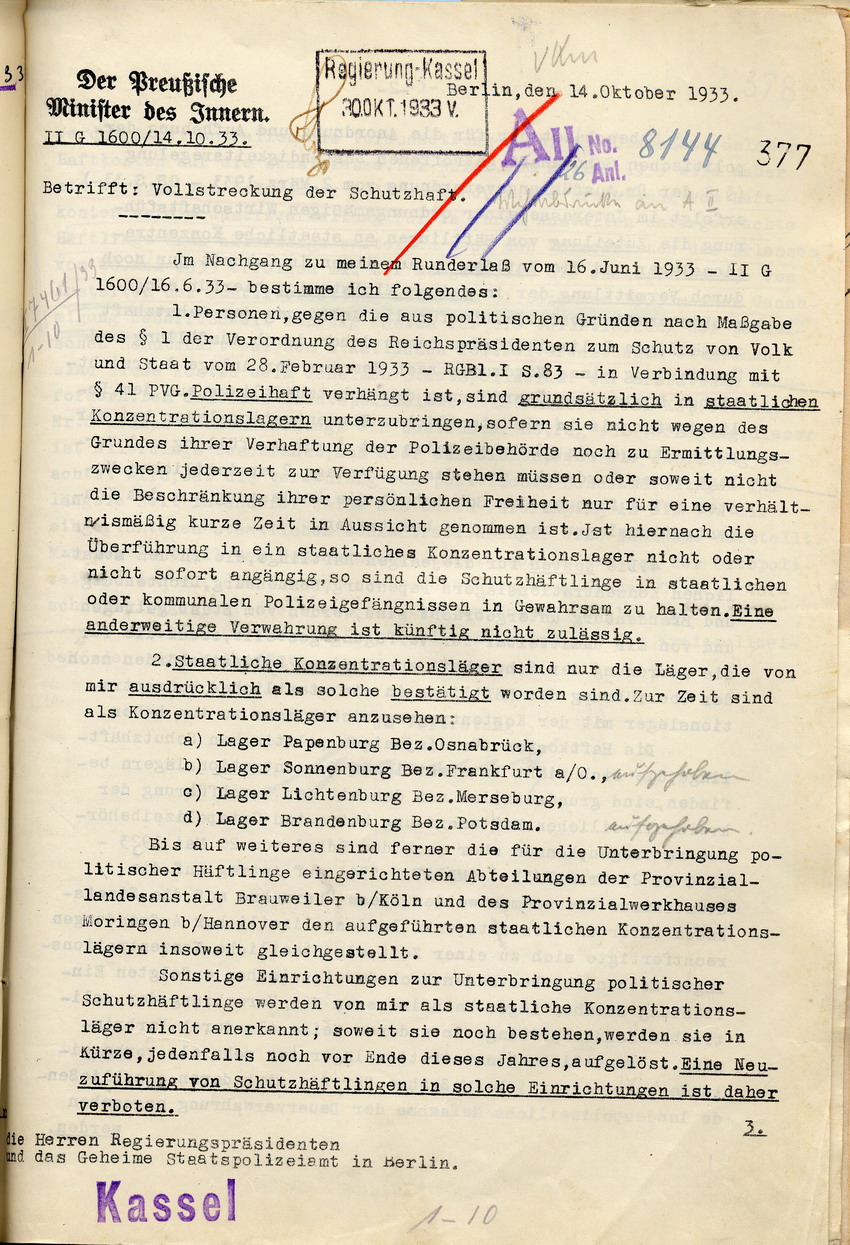 33
Der Preußische
Minister des Innern.
II G 1600/14.10.33.
Regierung-Kassel
30.OKT.1933 V.
Berlin,den 14.Oktober 1933.
A II No. 8144
26 Anl.
377
Betrifft: Vollstreckung der Schutzhaft.
--------
an A II
7461/33
1-10
Jm Nachgang zu meinem Runderlaß vom 16.Juni 1933 - II G
1600/16.6.33- bestimme ich folgendes:
1.Personen,gegen die aus politischen Gründen nach Maßgabe
des § 1 der Verordnung des Reichspräsidenten zum Schutz von Volk
und Staat vom 28.Februar 1933 - RGBl.I S.83 - in Verbindung mit
§ 41 PVG.Polizeihaft verhängt ist,sind grundsätzlich in staatlichen
Konzentrationslagern unterzubringen,sofern sie nicht wegen des
Grundes ihrer Verhaftung der Polizeibehörde noch zu Ermittlungs-
zwecken jederzeit zur Verfügung stehen müssen oder soweit nicht
die Beschränkung ihrer persönlichen Freiheit nur für eine verhält-
nismäßig kurze Zeit in Aussicht genommen ist.Jst hiernach die
Überführung in ein staatliches Konzentrationslager nicht oder
nicht sofort angängig,so sind die Schutzhäftlinge in staatlichen
oder kommunalen Polizeigefängnissen in Gewahrsam zu halten.Eine
anderweitige Verwahrung ist künftig nicht zulässig.
2.Staatliche Konzentrationsläger sind nur die Läger,die von
mir ausdrücklich als solche bestätigt worden sind.Zur Zeit sind
als Konzentrationsläger anzusehen:
a) Lager Papenburg Bez.Osnabrück,
b) Lager Sonnenburg Bez.Frankfurt a/O., aufgehoben
c) Lager Lichtenburg Bez.Merseburg,
d) Lager Brandenburg Bez.Potsdam. aufgehoben.
Bis auf weiteres sind ferner die für die Unterbringung po-
litischer Häftlinge eingerichteten Abteilungen der Provinzial-
landesanstalt Brauweiler b/Köln und des Provinzialwerkhauses
Moringen b/Hannover den aufgeführten staatlichen Konzentrations-
lägern insoweit gleichgestellt.
Sonstige Einrichtungen zur Unterbringung politischer
Schutzhäftlinge werden von mir als staatliche Konzentrations-
läger nicht anerkannt; soweit sie noch bestehen,werden sie in
Kürze,jedenfalls noch vor Ende dieses Jahres,aufgelöst.Eine Neu-
zuführung von Schutzhäftlingen in solche Einrichtungen ist daher
verboten.
3.
die Herren Regierungspräsidenten
und das Geheime Staatspolizeiamt in Berlin.
Kassel
1-10